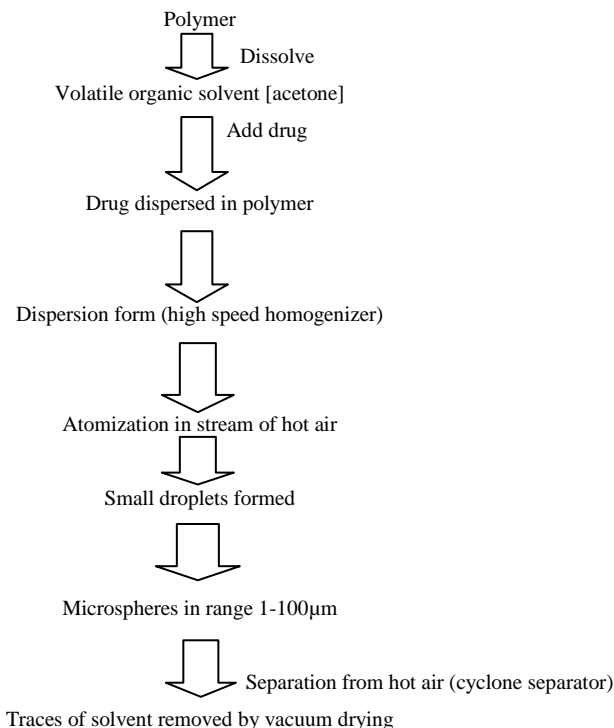 Polymer
Dissolve
Volatile organic solvent [acetone]
Add drug
Drug dispersed in polymer
Dispersion form (high speed homogenizer)
Atomization in stream of hot air
Small droplets formed
Microspheres in range 1-100µm
Separation from hot air (cyclone separator)
Traces of solvent removed by vacuum drying